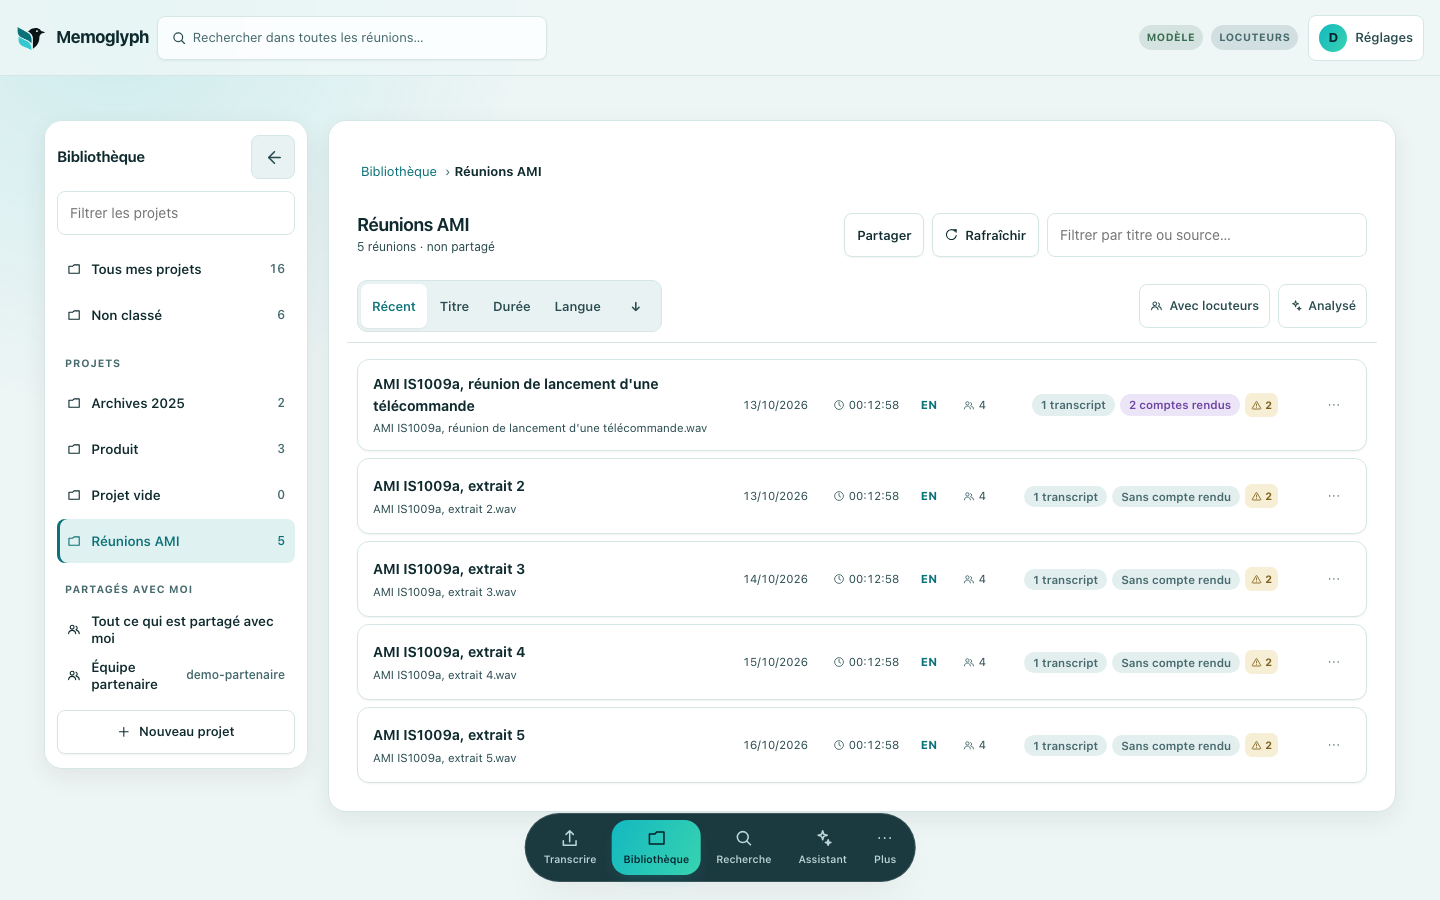 Memoglyph
Rechercher dans toutes les réunions...
MODÈLE
LOCUTEURS
D
Réglages
Bibliothèque
Filtrer les projets
Tous mes projets 16
Non classé 6
PROJETS
Archives 2025 2
Produit 3
Projet vide 0
Réunions AMI 5
PARTAGÉS AVEC MOI
Tout ce qui est partagé avec
moi
Équipe
partenaire
demo-partenaire
+ Nouveau projet
Bibliothèque › Réunions AMI
Réunions AMI
5 réunions · non partagé
Partager
Rafraîchir
Filtrer par titre ou source...
Récent Titre Durée Langue ↓
Avec locuteurs
Analysé
AMI IS1009a, réunion de lancement d'une
télécommande
AMI IS1009a, réunion de lancement d'une télécommande.wav
13/10/2026 00:12:58 EN 4 1 transcript 2 comptes rendus 2 ...
AMI IS1009a, extrait 2
AMI IS1009a, extrait 2.wav
13/10/2026 00:12:58 EN 4 1 transcript Sans compte rendu 2 ...
AMI IS1009a, extrait 3
AMI IS1009a, extrait 3.wav
14/10/2026 00:12:58 EN 4 1 transcript Sans compte rendu 2 ...
AMI IS1009a, extrait 4
AMI IS1009a, extrait 4.wav
15/10/2026 00:12:58 EN 4 1 transcript Sans compte rendu 2 ...
AMI IS1009a, extrait 5
AMI IS1009a, extrait 5.wav
16/10/2026 00:12:58 EN 4 1 transcript Sans compte rendu 2 ...
Transcrire
Bibliothèque
Recherche
Assistant
Plus